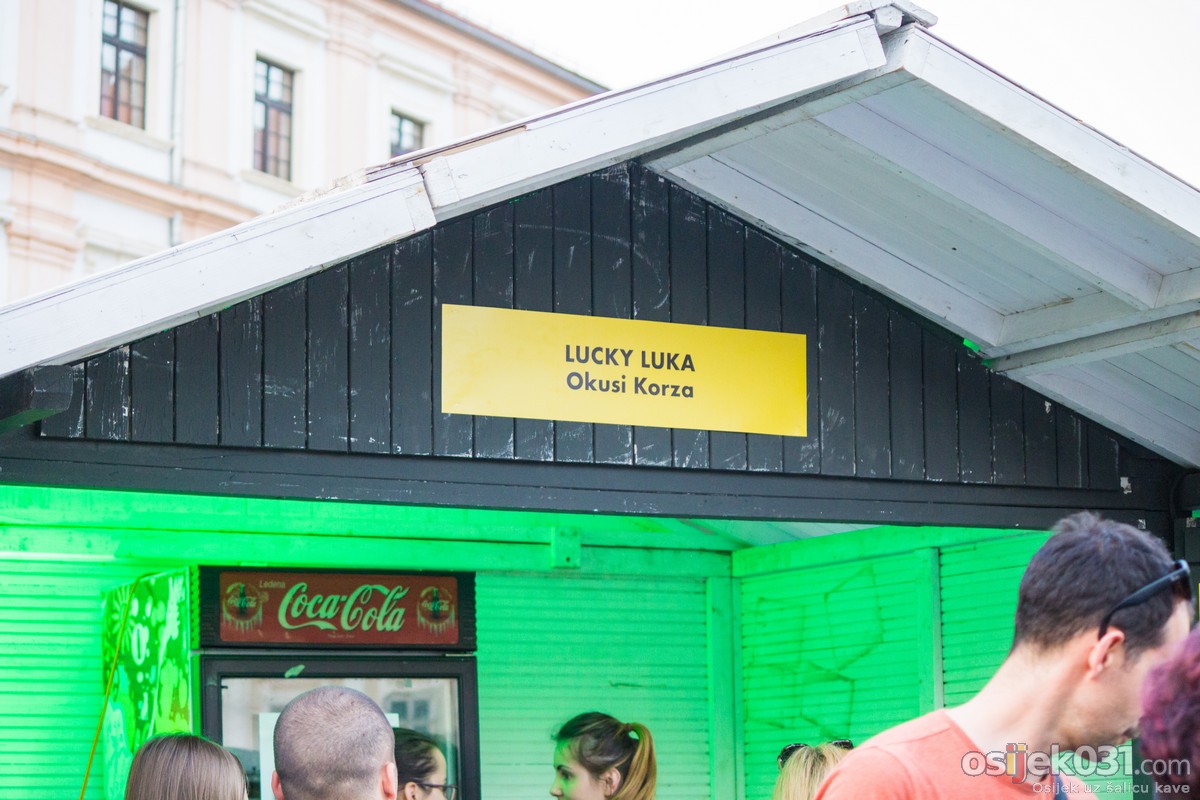 LUCKY LUKA
Okusi Korza
Ledena
Coca-Cola
osijek031.com
Osijek uz šalicu kave